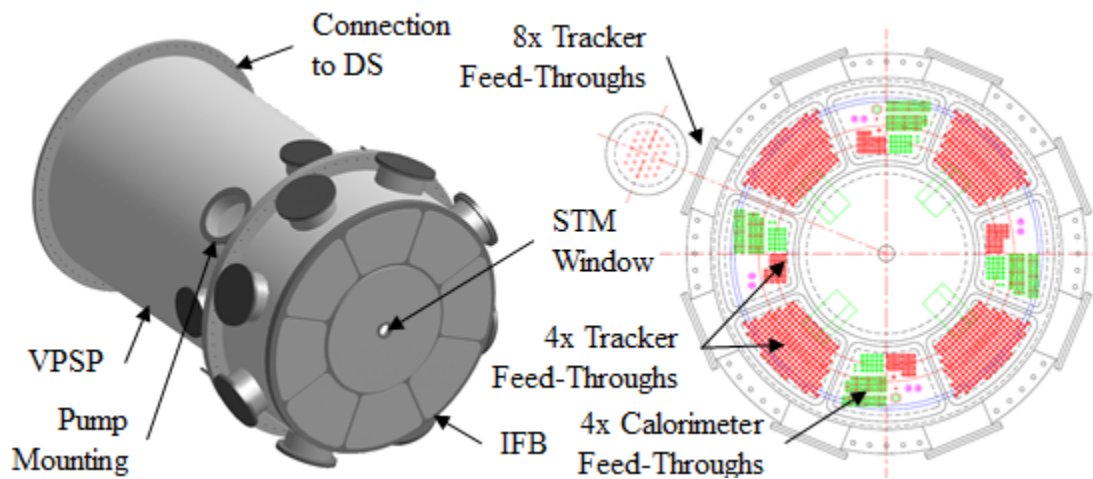 Connection
to DS
8x Tracker
Feed-Throughs
STM
Window
VPSP
Pump
Mounting
IFB
4x Tracker
Feed-Throughs
4x Calorimeter
Feed-Throughs